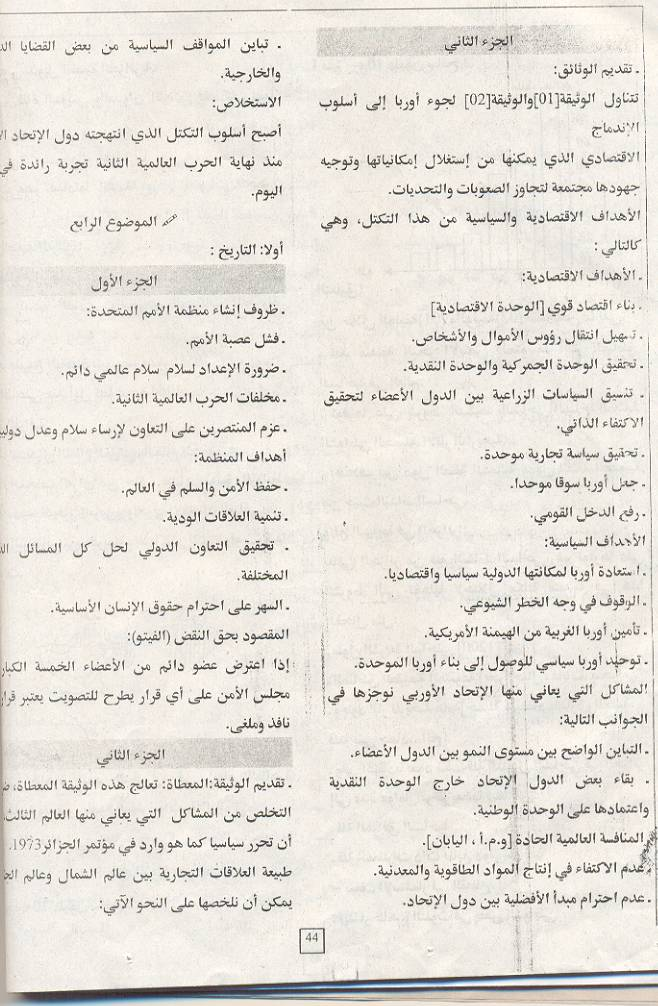 الجزء الثاني
. تقديم الوثائق:
تتناول الوثيقة[01]والوثيقة[02] لجوء أوربا إلى أسلوب
الإندماج
الاقتصادي الذي يمكنها من إستغلال إمكانياتها وتوجيه
جهودها مجتمعة لتجاوز الصعوبات والتحديات.
الأهداف الاقتصادية والسياسية من هذا التكتل، وهي
كالتالي :
. الأهداف الاقتصادية:
. بناء اقتصاد قوي [الوحدة الاقتصادية]
. تسهيل انتقال رؤوس الأموال والأشخاص.
. تحقيق الوحدة الجمركية والوحدة النقدية.
. تنسيق السياسات الزراعية بين الدول الأعضاء لتحقيق
الاكتفاء الذاتي.
. تحقيق سياسة تجارية موحدة.
. جعل أوربا سوقا موحدا.
. رفع الدخل القومي.
الأهداف السياسية:
. استعادة أوربا لمكانتها الدولية سياسيا واقتصاديا.
. الوقوف في وجه الخطر الشيوعي.
. تأمين أوربا الغربية من الهيمنة الأمريكية.
. توحيد أوربا سياسي للوصول إلى بناء أوربا الموحدة.
المشاكل التي يعاني منها الإتحاد الأوربي نوجزها في
الجوانب التالية:
. التباين الواضح بين مستوى النمو بين الدول الأعضاء.
. بقاء بعض الدول الإتحاد خارج الوحدة النقدية
واعتمادها على الوحدة الوطنية.
المنافسة العالمية الحادة [و.م.أ ، اليابان].
. عدم الاكتفاء في إنتاج المواد الطاقوية والمعدنية.
. عدم احترام مبدأ الأفضلية بين دول الإتحاد.
. تباين المواقف السياسية من بعض القضايا
والخارجية.
الاستخلاص:
أصبح أسلوب التكتل الذي انتهجته دول الإتحاد
منذ نهاية الحرب العالمية الثانية تجربة رائدة في
اليوم.
الموضوع الرابع
أولا: التاريخ :
الجزء الأول
. ظروف إنشاء منظمة الأمم المتحدة:
. فشل عصبة الأمم.
. ضرورة الإعداد لسلام سلام عالمي دائم.
. مخلفات الحرب العالمية الثانية.
. عزم المنتصرين على التعاون لإرساء سلام وعدل
أهداف المنظمة:
. حفظ الأمن والسلم في العالم.
. تنمية العلاقات الودية.
. تحقيق التعاون الدولي لحل كل المسائل
المختلفة.
. السهر على احترام حقوق الإنسان الأساسية.
المقصود بحق النقض (الفيتو):
إذا اعترض عضو دائم من الأعضاء الخمسة الكبار
مجلس الأمن على أي قرار يطرح للتصويت يعتبر
نافذ وملغى.
الجزء الثاني
. تقديم الوثيقة:المعطاة: تعالج هذه الوثيقة المعطاة،
التخلص من المشاكل التي يعاني منها العالم الثالث
أن تحرر سياسيا كما هو وارد في مؤتمر الجزائر1973.
طبيعة العلاقات التجارية بين عالم الشمال وعالم
يمكن أن نلخصها على النحو الآتي:
44